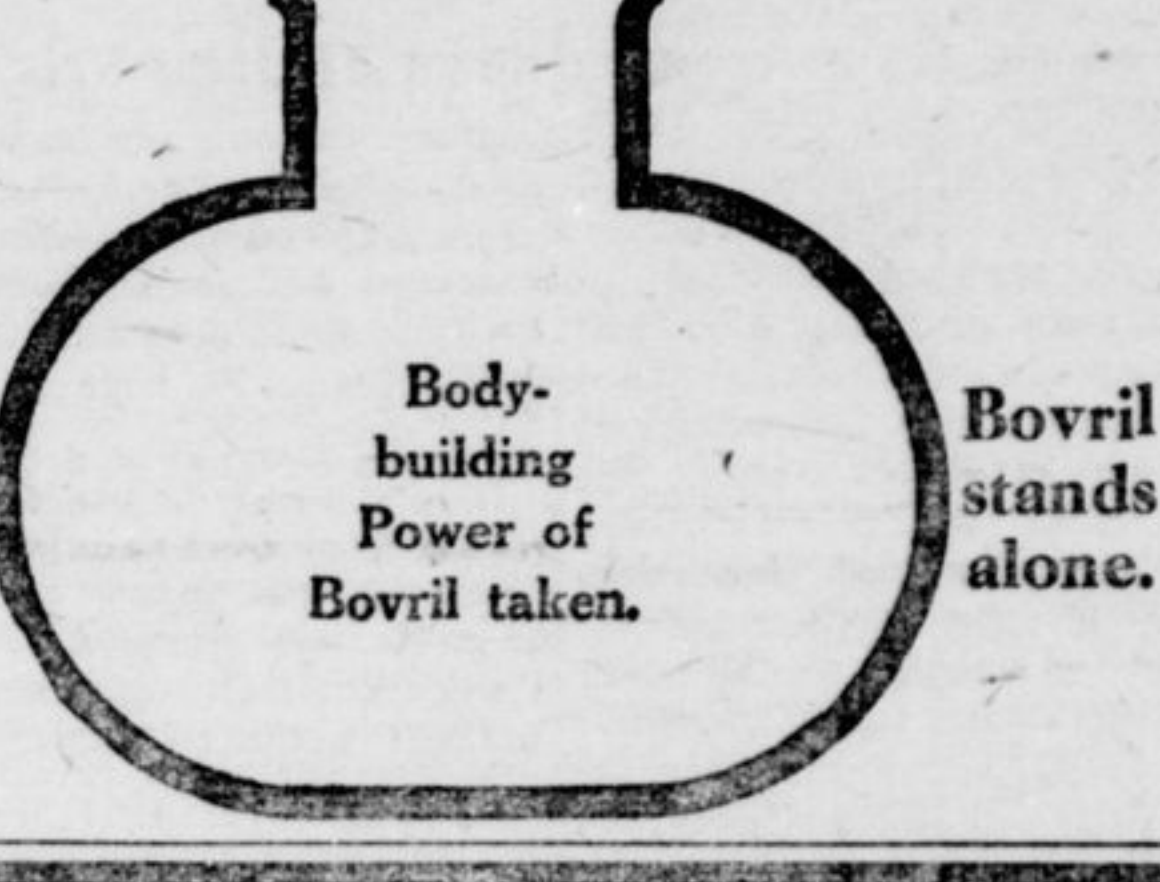 Body-
building
Power of
Bovril taken.
Bovril
stands
alone.